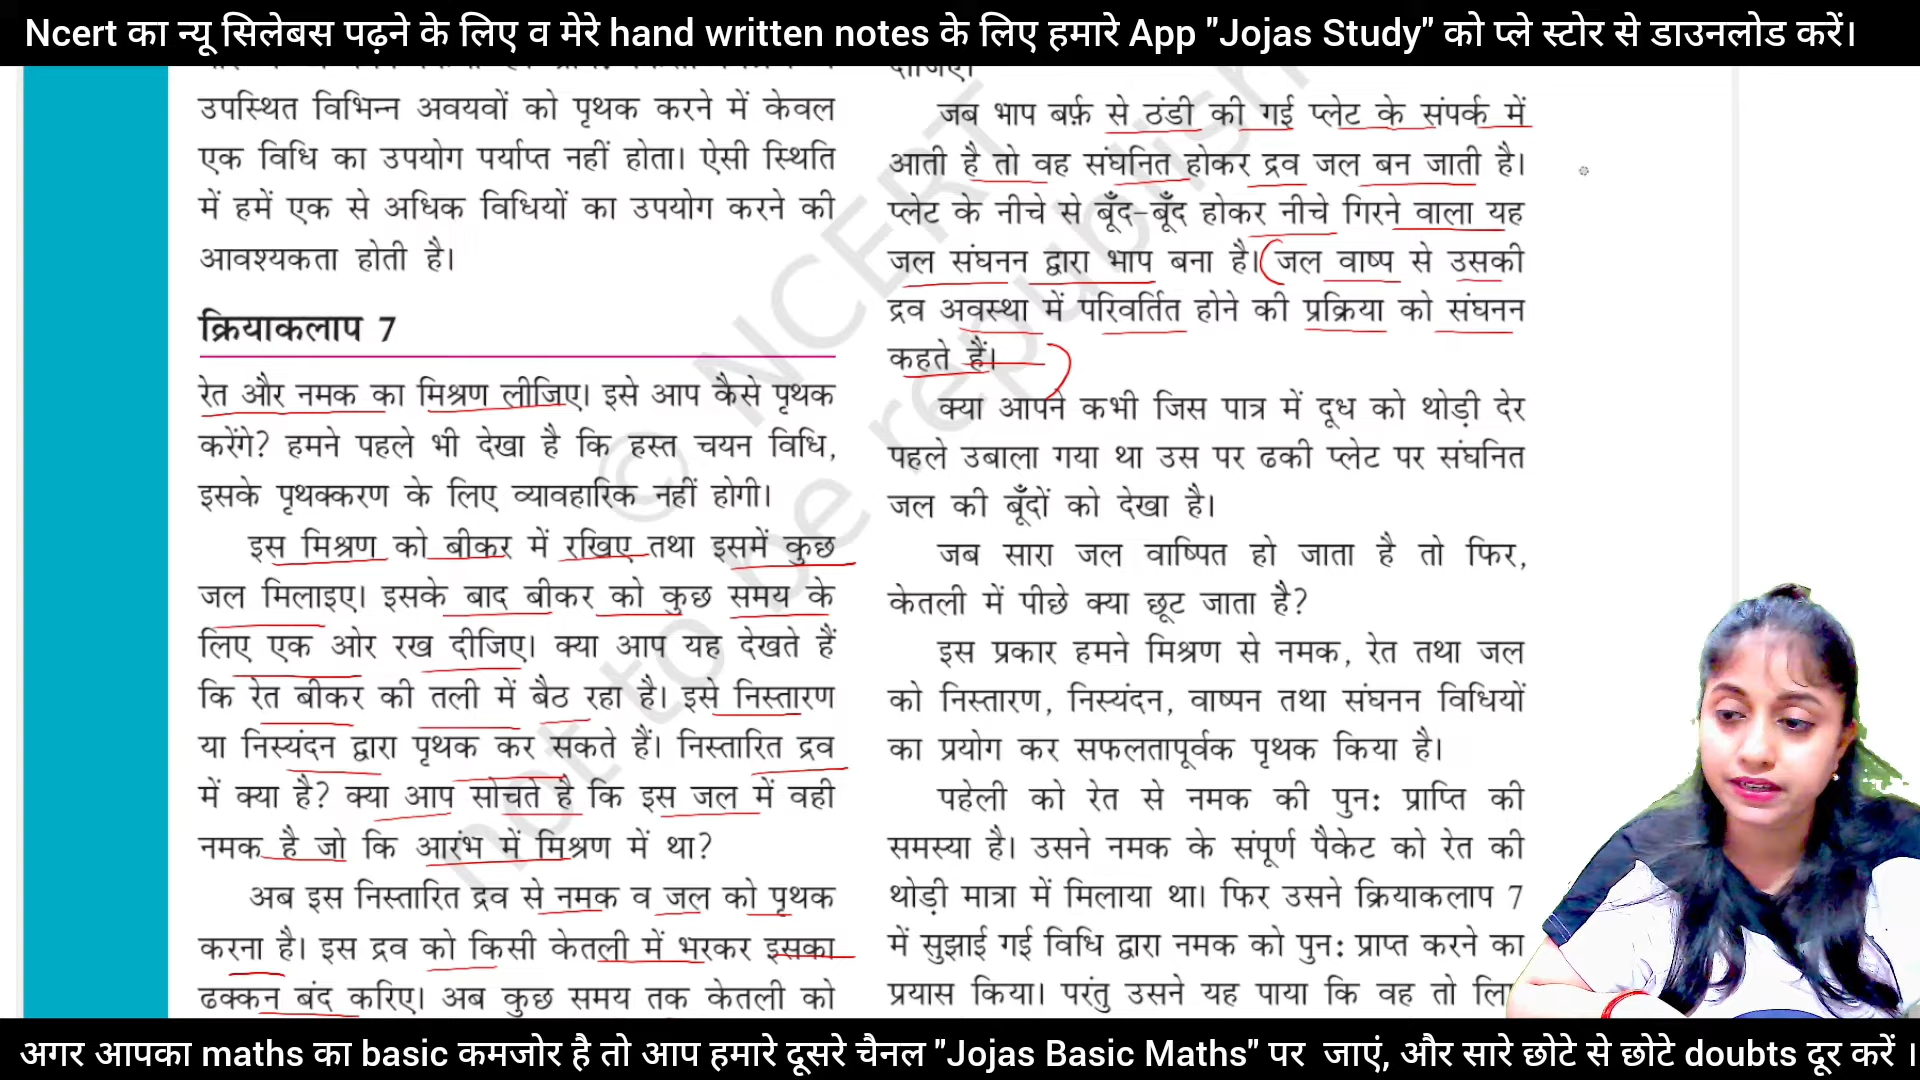 Ncert का न्यू सिलेबस पढ़ने के लिए व मेरे hand written notes के लिए हमारे App "Jojas Study" को प्ले स्टोर से डाउनलोड करें।
उपस्थित विभिन्न अवयवों को पृथक करने में केवल
एक विधि का उपयोग पर्याप्त नहीं होता। ऐसी स्थिति
में हमें एक से अधिक विधियों का उपयोग करने की
आवश्यकता होती है।
क्रियाकलाप 7
रेत और नमक का मिश्रण लीजिए। इसे आप कैसे पृथक
करेंगे? हमने पहले भी देखा है कि हस्त चयन विधि,
इसके पृथक्करण के लिए व्यावहारिक नहीं होगी।
इस मिश्रण को बीकर में रखिए तथा इसमें कुछ
जल मिलाइए। इसके बाद बीकर को कुछ समय के
लिए एक ओर रख दीजिए। क्या आप यह देखते हैं
कि रेत बीकर की तली में बैठ रहा है। इसे निस्तारण
या निस्यंदन द्वारा पृथक कर सकते हैं। निस्तारित द्रव
में क्या है? क्या आप सोचते है कि इस जल में वही
नमक है जो कि आरंभ में मिश्रण में था?
अब इस निस्तारित द्रव से नमक व जल को पृथक
करना है। इस द्रव को किसी केतली में भरकर इसका
ढक्कन बंद करिए। अब कुछ समय तक केतली को
दीजिए।
जब भाप बर्फ़ से ठंडी की गई प्लेट के संपर्क में
आती है तो वह संघनित होकर द्रव जल बन जाती है।
प्लेट के नीचे से बूँद-बूँद होकर नीचे गिरने वाला यह
जल संघनन द्वारा भाप बना है। जल वाष्प से उसकी
द्रव अवस्था में परिवर्तित होने की प्रक्रिया को संघनन
कहते हैं।
क्या आपने कभी जिस पात्र में दूध को थोड़ी देर
पहले उबाला गया था उस पर ढकी प्लेट पर संघनित
जल की बूँदों को देखा है।
जब सारा जल वाष्पित हो जाता है तो फिर,
केतली में पीछे क्या छूट जाता है?
इस प्रकार हमने मिश्रण से नमक, रेत तथा जल
को निस्तारण, निस्यंदन, वाष्पन तथा संघनन विधियों
का प्रयोग कर सफलतापूर्वक पृथक किया है।
पहेली को रेत से नमक की पुन: प्राप्ति की
समस्या है। उसने नमक के संपूर्ण पैकेट को रेत की
थोड़ी मात्रा में मिलाया था। फिर उसने क्रियाकलाप 7
में सुझाई गई विधि द्वारा नमक को पुन: प्राप्त करने का
प्रयास किया। परंतु उसने यह पाया कि वह तो
© NCERT
not to be republish
अगर आपका maths का basic कमजोर है तो आप हमारे दूसरे चैनल "Jojas Basic Maths" पर जाएं, और सारे छोटे से छोटे doubts दूर करें ।